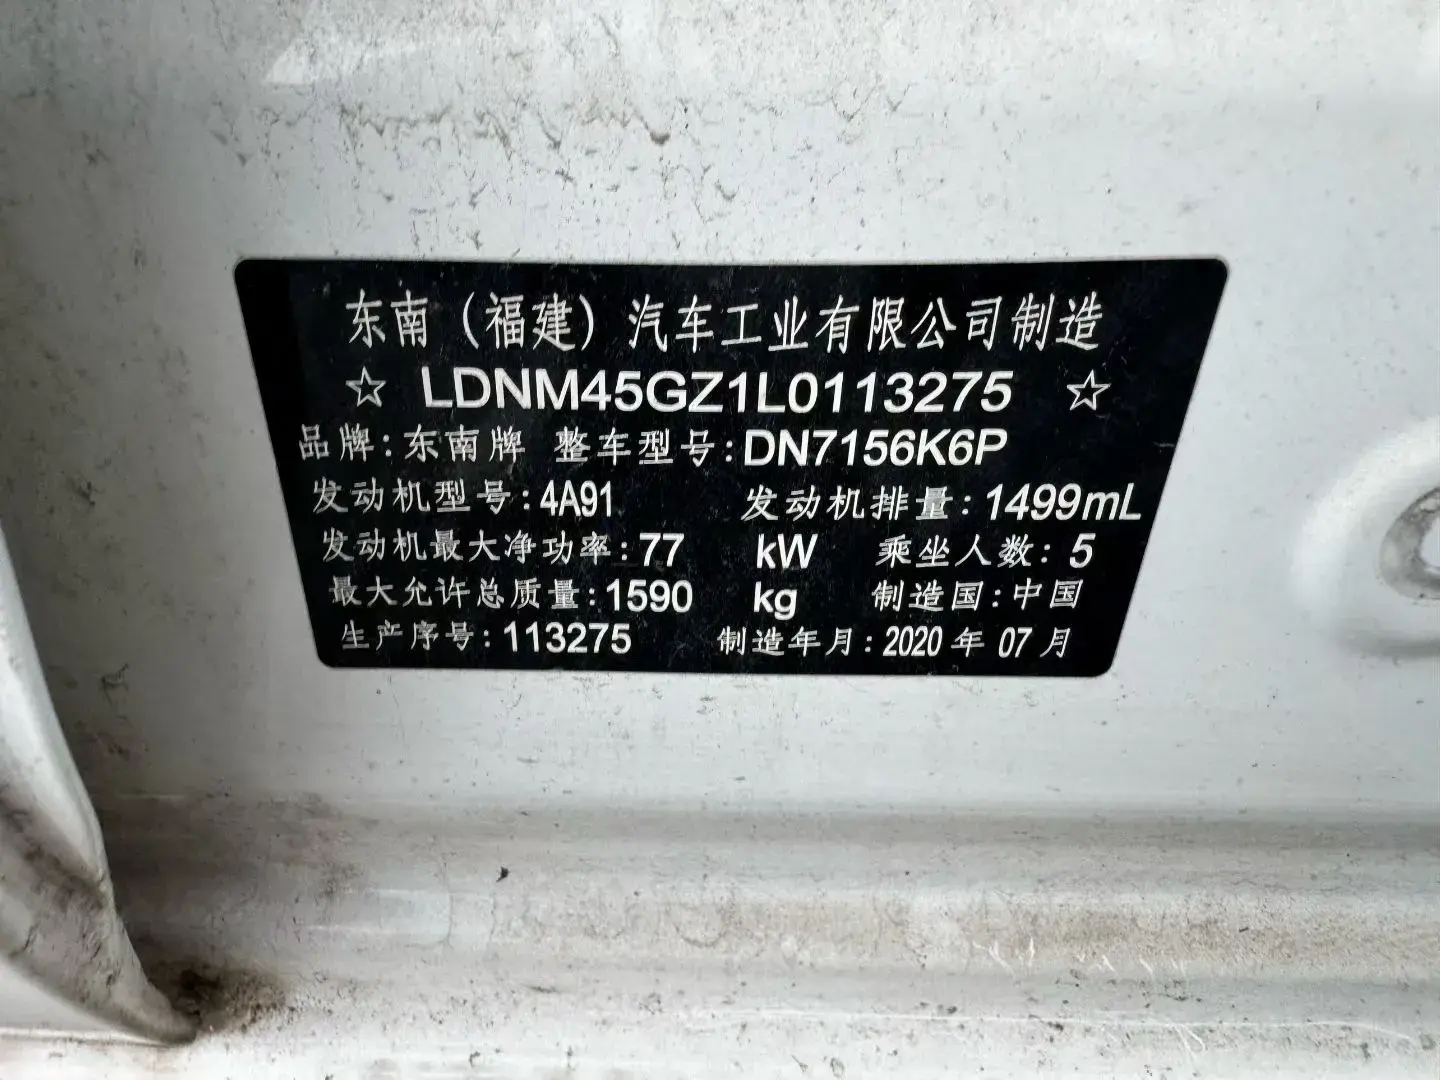 东南（福建）汽车工业有限公司制造
☆ LDNM45GZ1L0113275 ☆
品牌:东南牌 整车型号:DN7156K6P
发动机型号:4A91 发动机排量:1499mL
发动机最大净功率:77 kW 乘坐人数:5
最大允许总质量:1590 kg 制造国:中国
生产序号:113275 制造年月:2020年07月